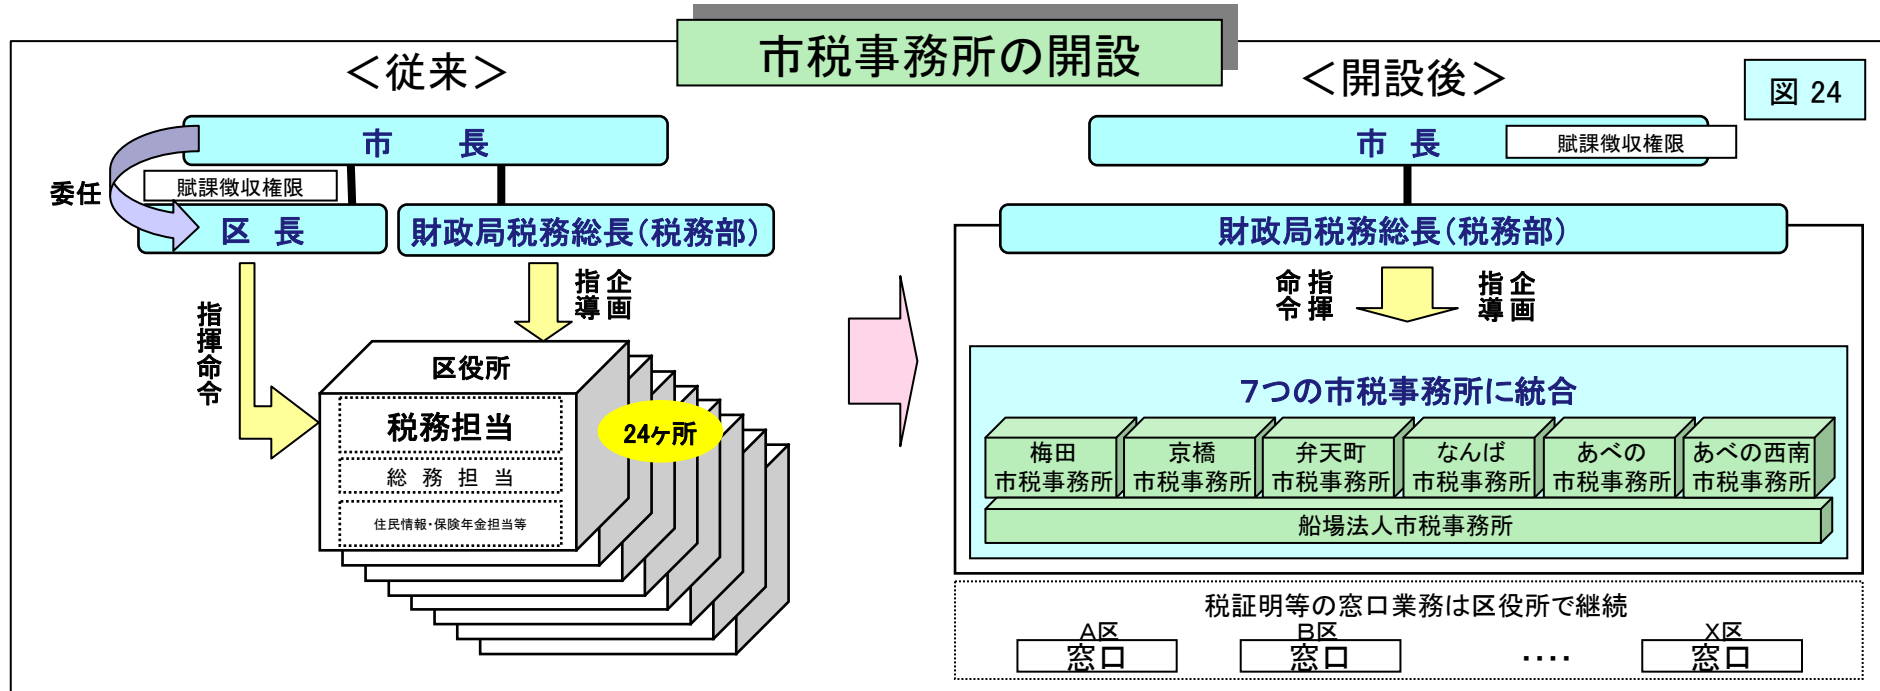 市税事務所の開設
図 24
＜従来＞
市 長
委任
賦課徴収権限
区 長
財政局税務総長（税務部）
指揮命令
企画
指導
区役所
税務担当
総 務 担 当
住民情報・保険年金担当等
24ヶ所
＜開設後＞
市 長
賦課徴収権限
財政局税務総長（税務部）
指揮
命令
企画
指導
7つの市税事務所に統合
梅田
市税事務所
京橋
市税事務所
弁天町
市税事務所
なんば
市税事務所
あべの
市税事務所
あべの西南
市税事務所
船場法人市税事務所
税証明等の窓口業務は区役所で継続
A区
窓口
B区
窓口
････
X区
窓口